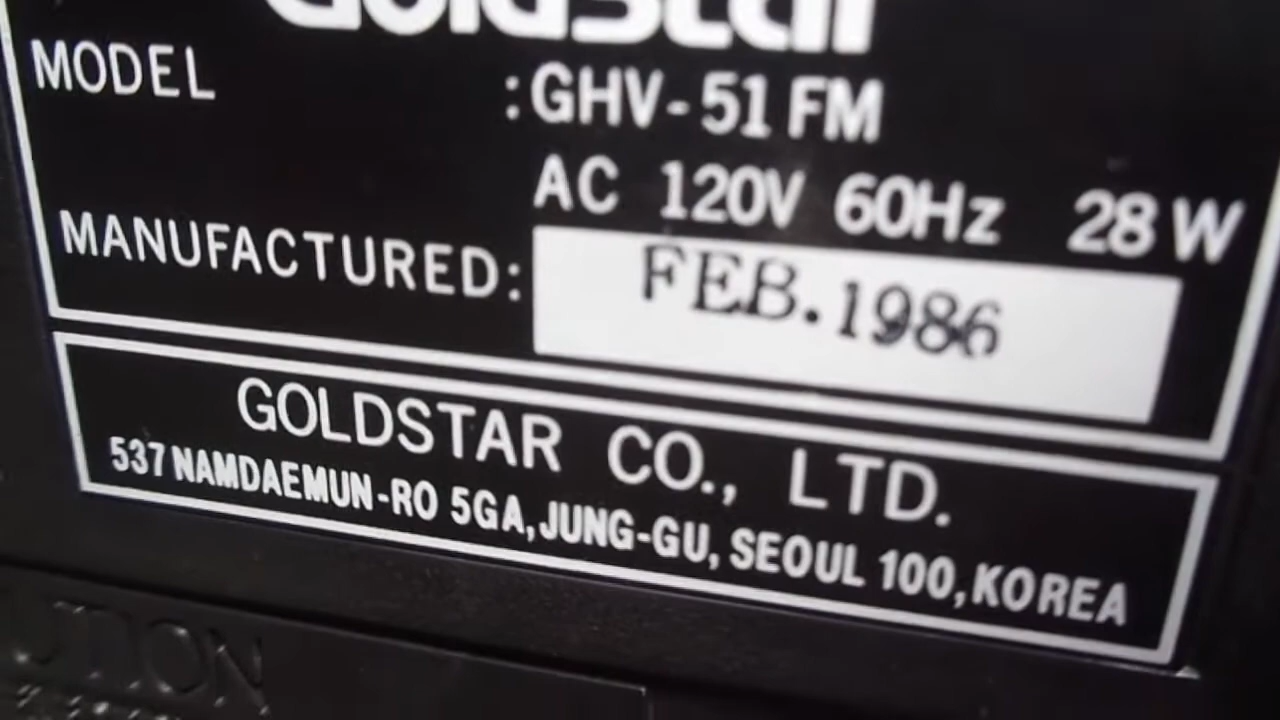 GoldStar
MODEL : GHV-51 FM
AC 120V 60Hz 28W
MANUFACTURED: FEB. 1986
GOLDSTAR CO., LTD.
537 NAMDAEMUN-RO 5GA, JUNG-GU, SEOUL 100, KOREA